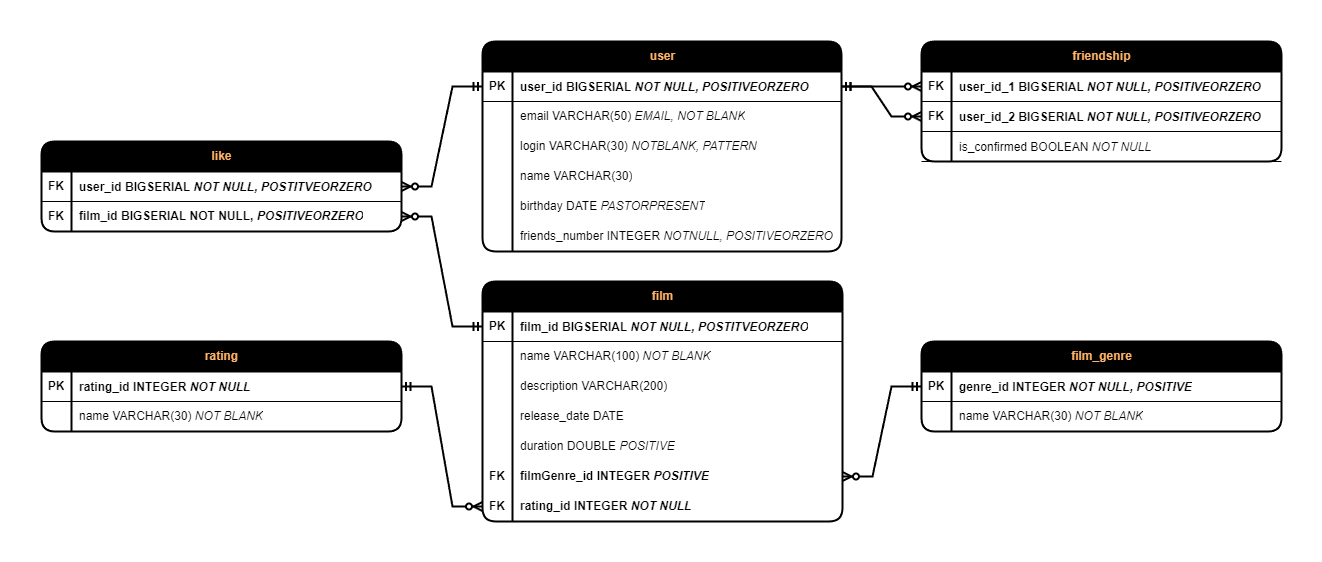 user
PK user_id BIGSERIAL NOT NULL, POSITIVEORZERO
email VARCHAR(50) EMAIL, NOT BLANK
login VARCHAR(30) NOTBLANK, PATTERN
name VARCHAR(30)
birthday DATE PASTORPRESENT
friends_number INTEGER NOTNULL, POSITIVEORZERO
friendship
FK user_id_1 BIGSERIAL NOT NULL, POSITIVEORZERO
FK user_id_2 BIGSERIAL NOT NULL, POSITIVEORZERO
is_confirmed BOOLEAN NOT NULL
like
FK user_id BIGSERIAL NOT NULL, POSTITVEORZERO
FK film_id BIGSERIAL NOT NULL, POSITIVEORZERO
film
PK film_id BIGSERIAL NOT NULL, POSTITVEORZERO
name VARCHAR(100) NOT BLANK
description VARCHAR(200)
release_date DATE
duration DOUBLE POSITIVE
FK filmGenre_id INTEGER POSITIVE
FK rating_id INTEGER NOT NULL
rating
PK rating_id INTEGER NOT NULL
name VARCHAR(30) NOT BLANK
film_genre
PK genre_id INTEGER NOT NULL, POSITIVE
name VARCHAR(30) NOT BLANK